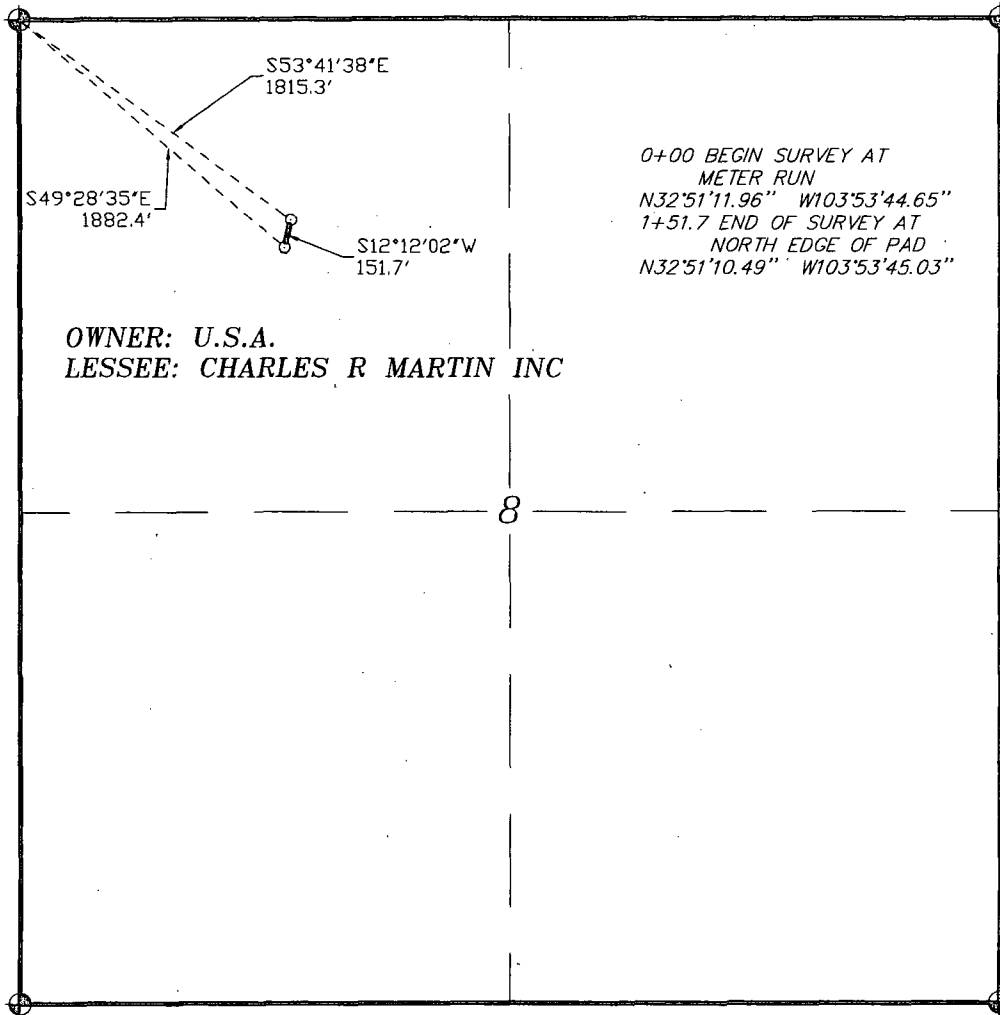 S53°41'38"E
1815.3'
S49°28'35"E
1882.4'
S12°12'02"W
151.7'
0+00 BEGIN SURVEY AT
METER RUN
N32°51'11.96" W103°53'44.65"
1+51.7 END OF SURVEY AT
NORTH EDGE OF PAD
N32°51'10.49" W103°53'45.03"
OWNER: U.S.A.
LESSEE: CHARLES R MARTIN INC
8